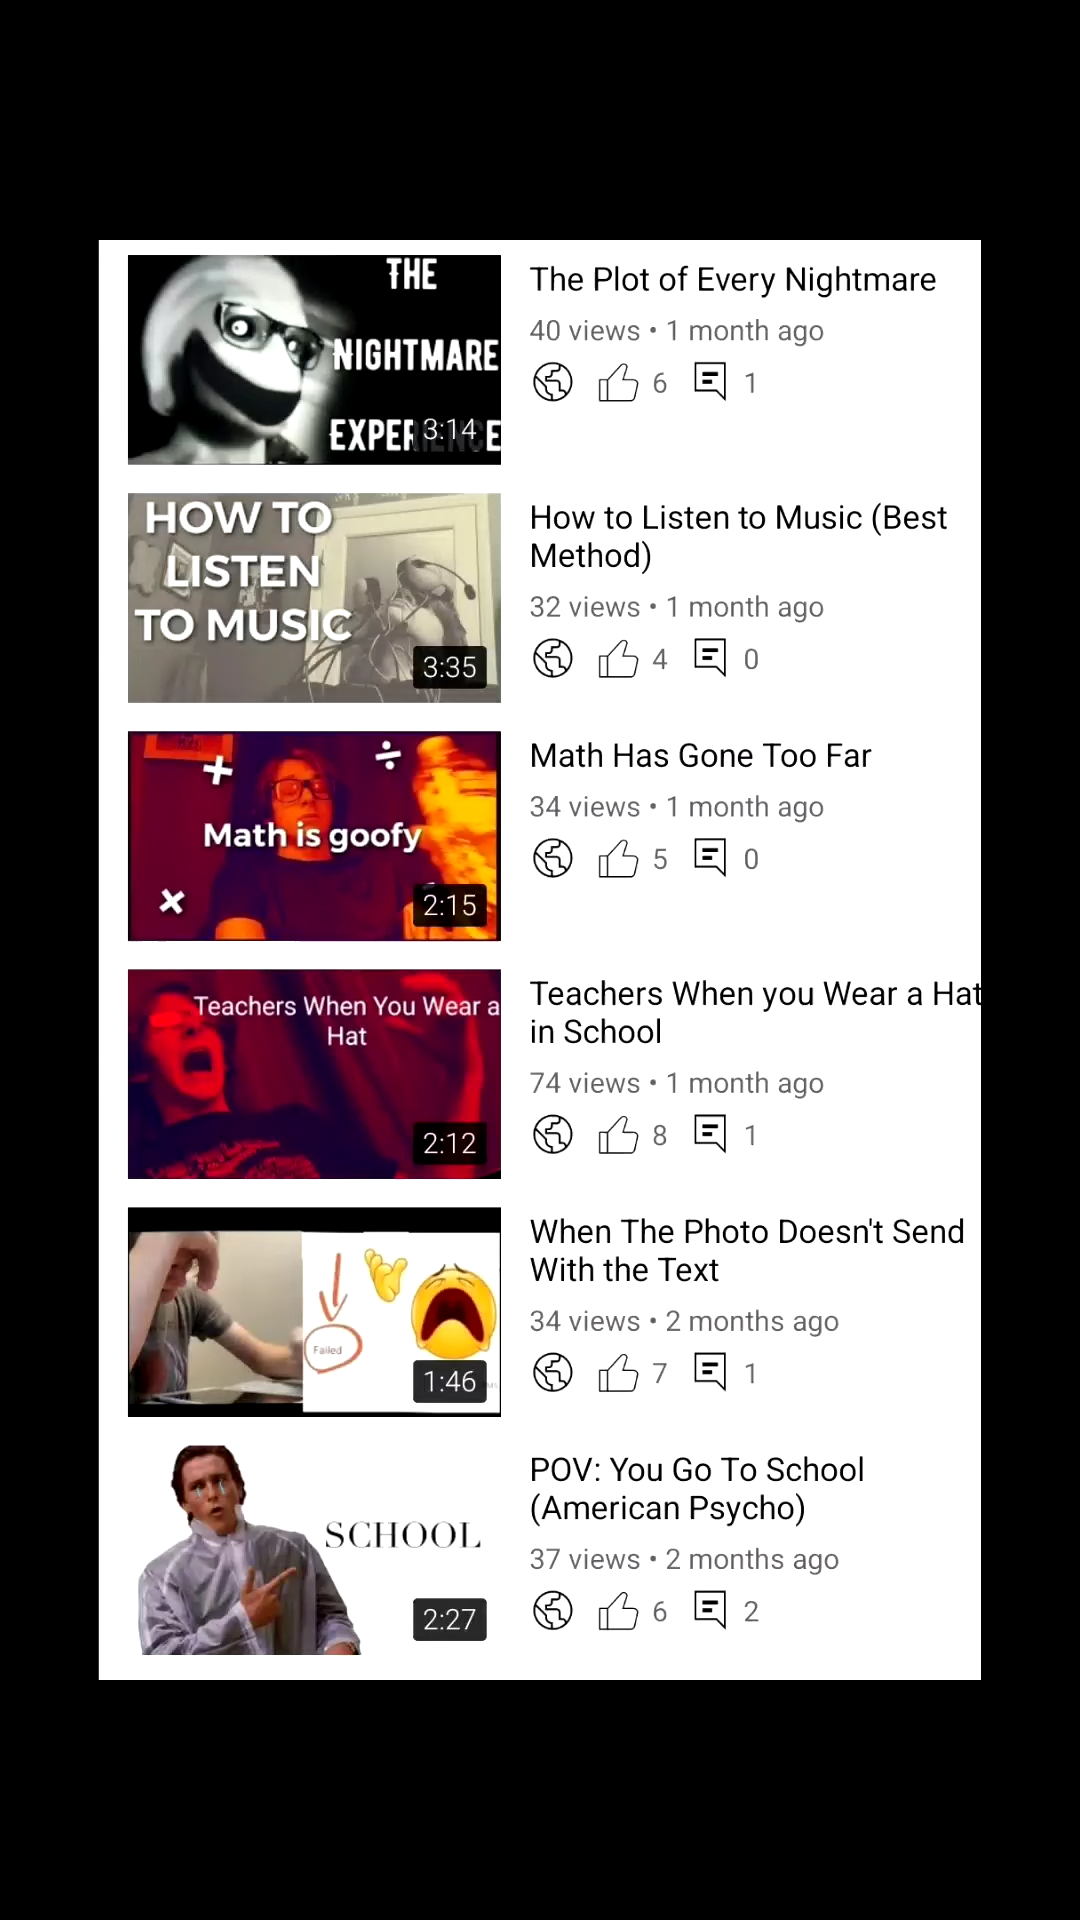 THE
NIGHTMARE
EXPERIENCE
3:14
The Plot of Every Nightmare
40 views • 1 month ago
6 1
HOW TO
LISTEN
TO MUSIC
3:35
How to Listen to Music (Best
Method)
32 views • 1 month ago
4 0
+ ÷
Math is goofy
×
2:15
Math Has Gone Too Far
34 views • 1 month ago
5 0
Teachers When You Wear a
Hat
2:12
Teachers When you Wear a Hat
in School
74 views • 1 month ago
8 1
Failed
1:46
When The Photo Doesn't Send
With the Text
34 views • 2 months ago
7 1
SCHOOL
2:27
POV: You Go To School
(American Psycho)
37 views • 2 months ago
6 2